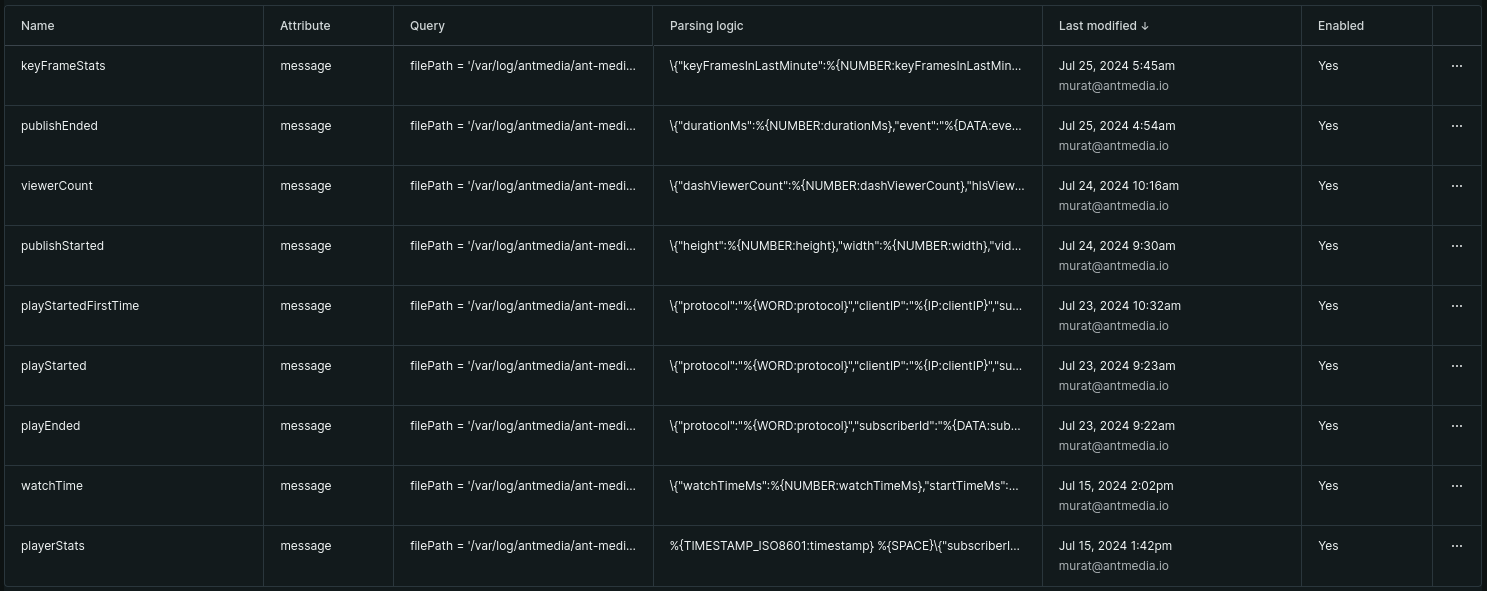 Name Attribute Query Parsing logic Last modified ↓ Enabled
keyFrameStats message filePath = '/var/log/antmedia/ant-medi... \{"keyFramesInLastMinute":%{NUMBER:keyFramesInLastMin... Jul 25, 2024 5:45am Yes ...
murat@antmedia.io
publishEnded message filePath = '/var/log/antmedia/ant-medi... \{"durationMs":%{NUMBER:durationMs},"event":"%{DATA:eve... Jul 25, 2024 4:54am Yes ...
murat@antmedia.io
viewerCount message filePath = '/var/log/antmedia/ant-medi... \{"dashViewerCount":%{NUMBER:dashViewerCount},"hlsView... Jul 24, 2024 10:16am Yes ...
murat@antmedia.io
publishStarted message filePath = '/var/log/antmedia/ant-medi... \{"height":%{NUMBER:height},"width":%{NUMBER:width},"vid... Jul 24, 2024 9:30am Yes ...
murat@antmedia.io
playStartedFirstTime message filePath = '/var/log/antmedia/ant-medi... \{"protocol":"%{WORD:protocol}","clientIP":"%{IP:clientIP}","su... Jul 23, 2024 10:32am Yes ...
murat@antmedia.io
playStarted message filePath = '/var/log/antmedia/ant-medi... \{"protocol":"%{WORD:protocol}","clientIP":"%{IP:clientIP}","su... Jul 23, 2024 9:23am Yes ...
murat@antmedia.io
playEnded message filePath = '/var/log/antmedia/ant-medi... \{"protocol":"%{WORD:protocol}","subscriberId":"%{DATA:sub... Jul 23, 2024 9:22am Yes ...
murat@antmedia.io
watchTime message filePath = '/var/log/antmedia/ant-medi... \{"watchTimeMs":%{NUMBER:watchTimeMs},"startTimeMs":... Jul 15, 2024 2:02pm Yes ...
murat@antmedia.io
playerStats message filePath = '/var/log/antmedia/ant-medi... %{TIMESTAMP_ISO8601:timestamp} %{SPACE}\{"subscriberI... Jul 15, 2024 1:42pm Yes ...
murat@antmedia.io